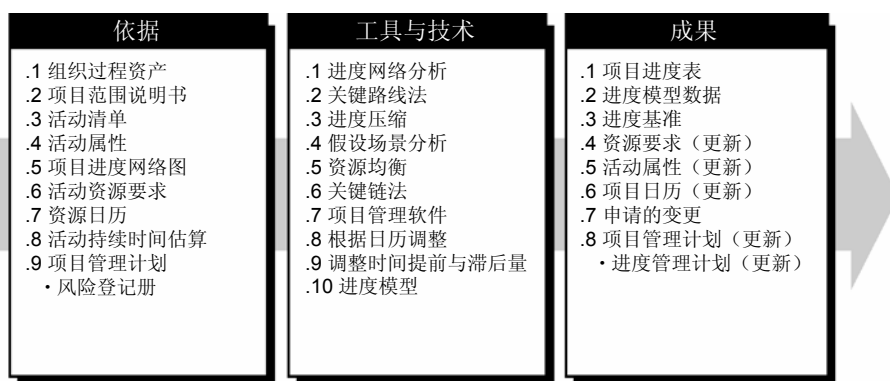 依据
.1 组织过程资产
.2 项目范围说明书
.3 活动清单
.4 活动属性
.5 项目进度网络图
.6 活动资源要求
.7 资源日历
.8 活动持续时间估算
.9 项目管理计划
・风险登记册
工具与技术
.1 进度网络分析
.2 关键路线法
.3 进度压缩
.4 假设场景分析
.5 资源均衡
.6 关键链法
.7 项目管理软件
.8 根据日历调整
.9 调整时间提前与滞后量
.10 进度模型
成果
.1 项目进度表
.2 进度模型数据
.3 进度基准
.4 资源要求（更新）
.5 活动属性（更新）
.6 项目日历（更新）
.7 申请的变更
.8 项目管理计划（更新）
・进度管理计划（更新）